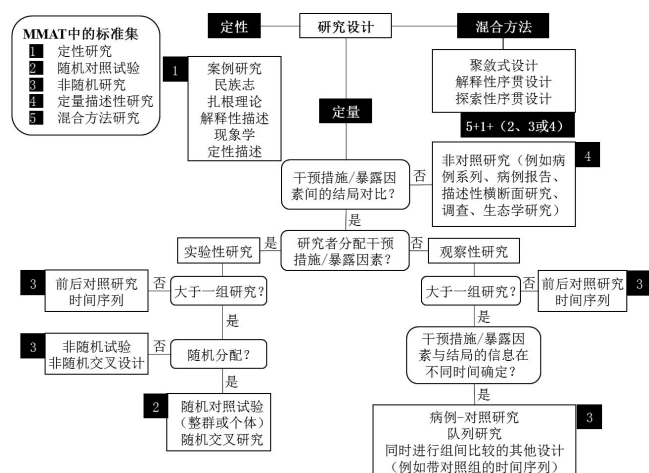 MMAT中的标准集
1 定性研究
2 随机对照试验
3 非随机研究
4 定量描述性研究
5 混合方法研究
定性
研究设计
混合方法
1
案例研究
民族志
扎根理论
解释性描述
现象学
定性描述
定量
聚敛式设计
解释性序贯设计
探索性序贯设计
5+1+（2、3或4）
干预措施/暴露因
素间的结局对比？
否
4
非对照研究（例如病
例系列、病例报告、
描述性横断面研究、
调查、生态学研究）
是
实验性研究
是
研究者分配干预
措施/暴露因素？
否
观察性研究
3
前后对照研究
时间序列
否
大于一组研究？
大于一组研究？
否
前后对照研究
时间序列
3
是
是
3
非随机试验
非随机交叉设计
否
随机分配？
干预措施/暴露因素
素与结局的信息在
不同时间确定？
是
是
2
随机对照试验
（整群或个体）
随机交叉研究
病例-对照研究
队列研究
同时进行组间比较的其他设计
（例如带对照组的时间序列）
3